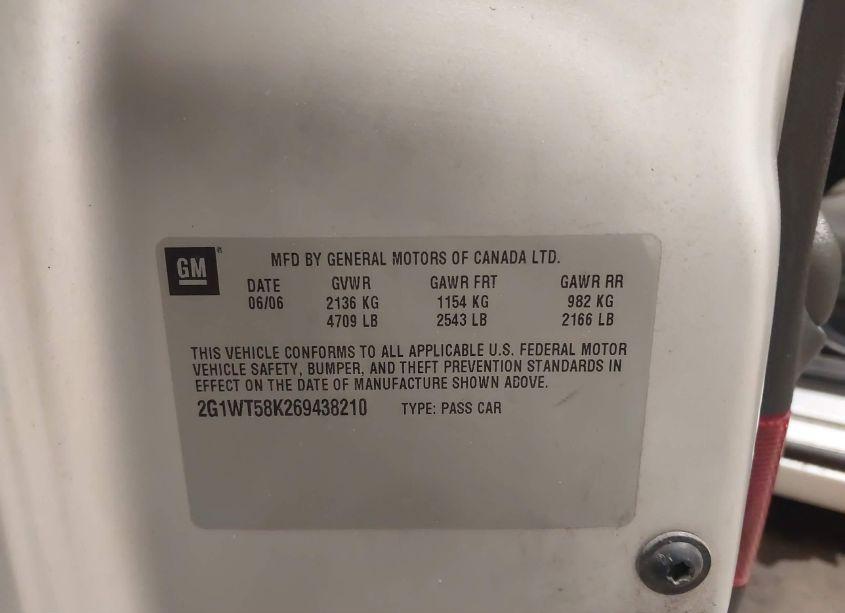 GM
MFD BY GENERAL MOTORS OF CANADA LTD.
DATE GVWR GAWR FRT GAWR RR
06/06 2136 KG 1154 KG 982 KG
4709 LB 2543 LB 2166 LB
THIS VEHICLE CONFORMS TO ALL APPLICABLE U.S. FEDERAL MOTOR
VEHICLE SAFETY, BUMPER, AND THEFT PREVENTION STANDARDS IN
EFFECT ON THE DATE OF MANUFACTURE SHOWN ABOVE.
2G1WT58K269438210 TYPE: PASS CAR